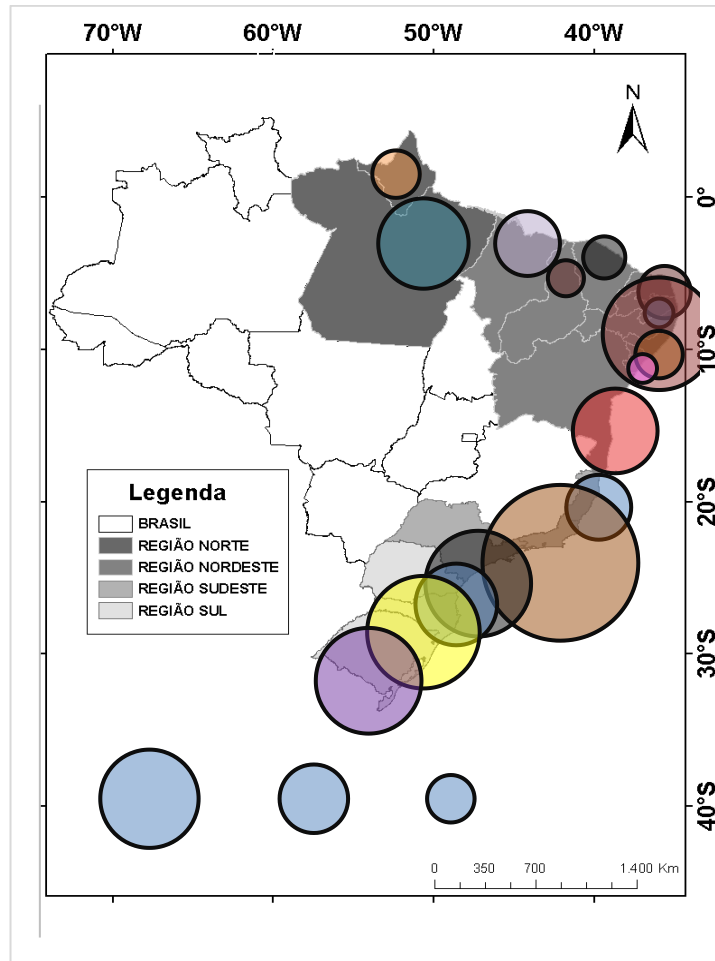 70°W 60°W 50°W 40°W
N
0°
10°S
Legenda
BRASIL
REGIÃO NORTE
REGIÃO NORDESTE
REGIÃO SUDESTE
REGIÃO SUL
20°S
30°S
40°S
0 350 700 1.400 Km